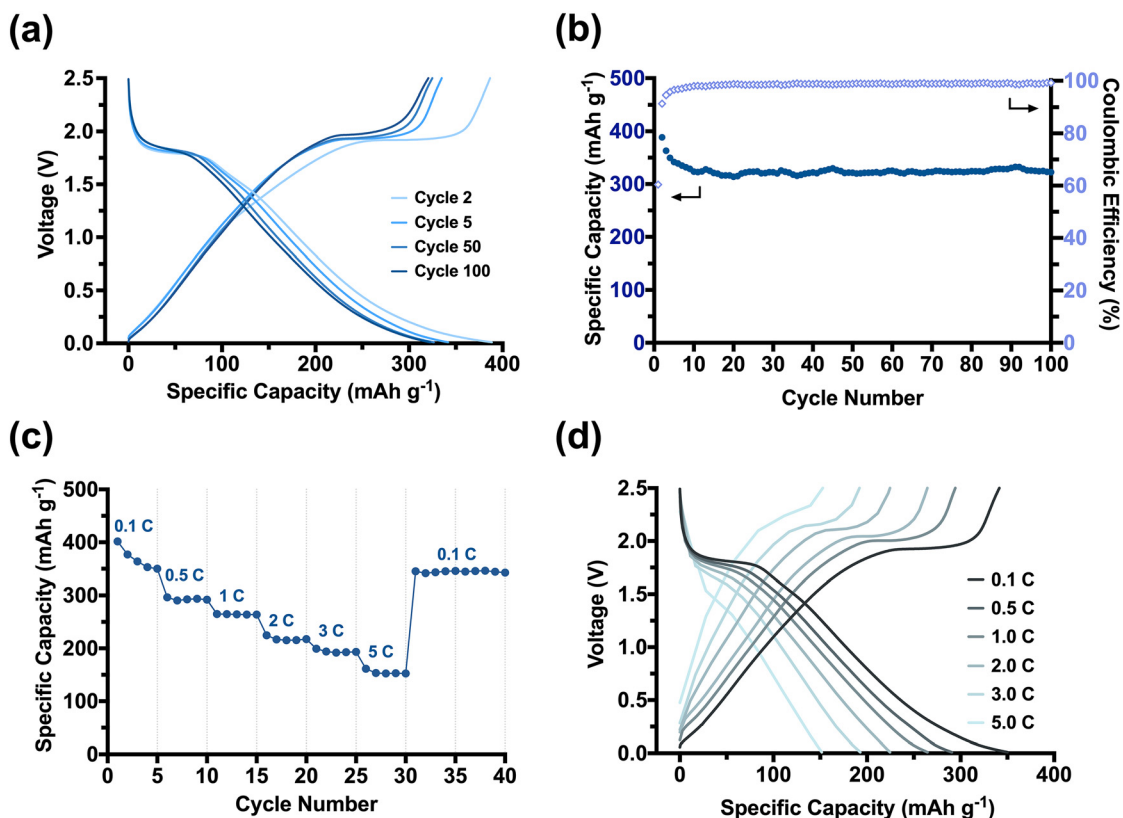 (a)
2.5
2.0
1.5
1.0
0.5
0.0
Voltage (V)
Cycle 2
Cycle 5
Cycle 50
Cycle 100
0 100 200 300 400
Specific Capacity (mAh g⁻¹)
(b)
500
400
300
200
100
0
Specific Capacity (mAh g⁻¹)
100
80
60
40
20
0
Coulombic Efficiency (%)
0 10 20 30 40 50 60 70 80 90 100
Cycle Number
(c)
500
400
300
200
100
0
Specific Capacity (mAh g⁻¹)
0.1 C
0.5 C
1 C
2 C
3 C
5 C
0.1 C
0 5 10 15 20 25 30 35 40
Cycle Number
(d)
2.5
2.0
1.5
1.0
0.5
0.0
Voltage (V)
0.1 C
0.5 C
1.0 C
2.0 C
3.0 C
5.0 C
0 100 200 300 400
Specific Capacity (mAh g⁻¹)